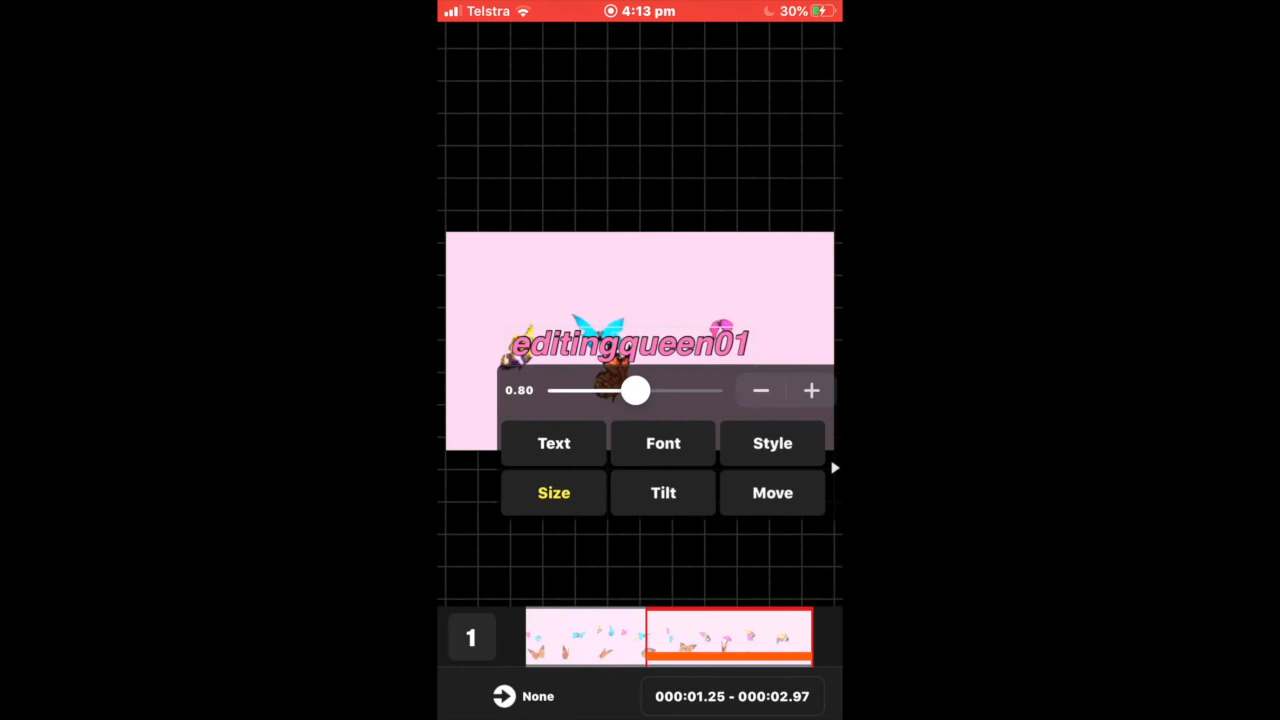 Telstra 4:13 pm 30%
editingqueen01
0.80 − +
Text Font Style
Size Tilt Move
1
None 000:01.25 - 000:02.97